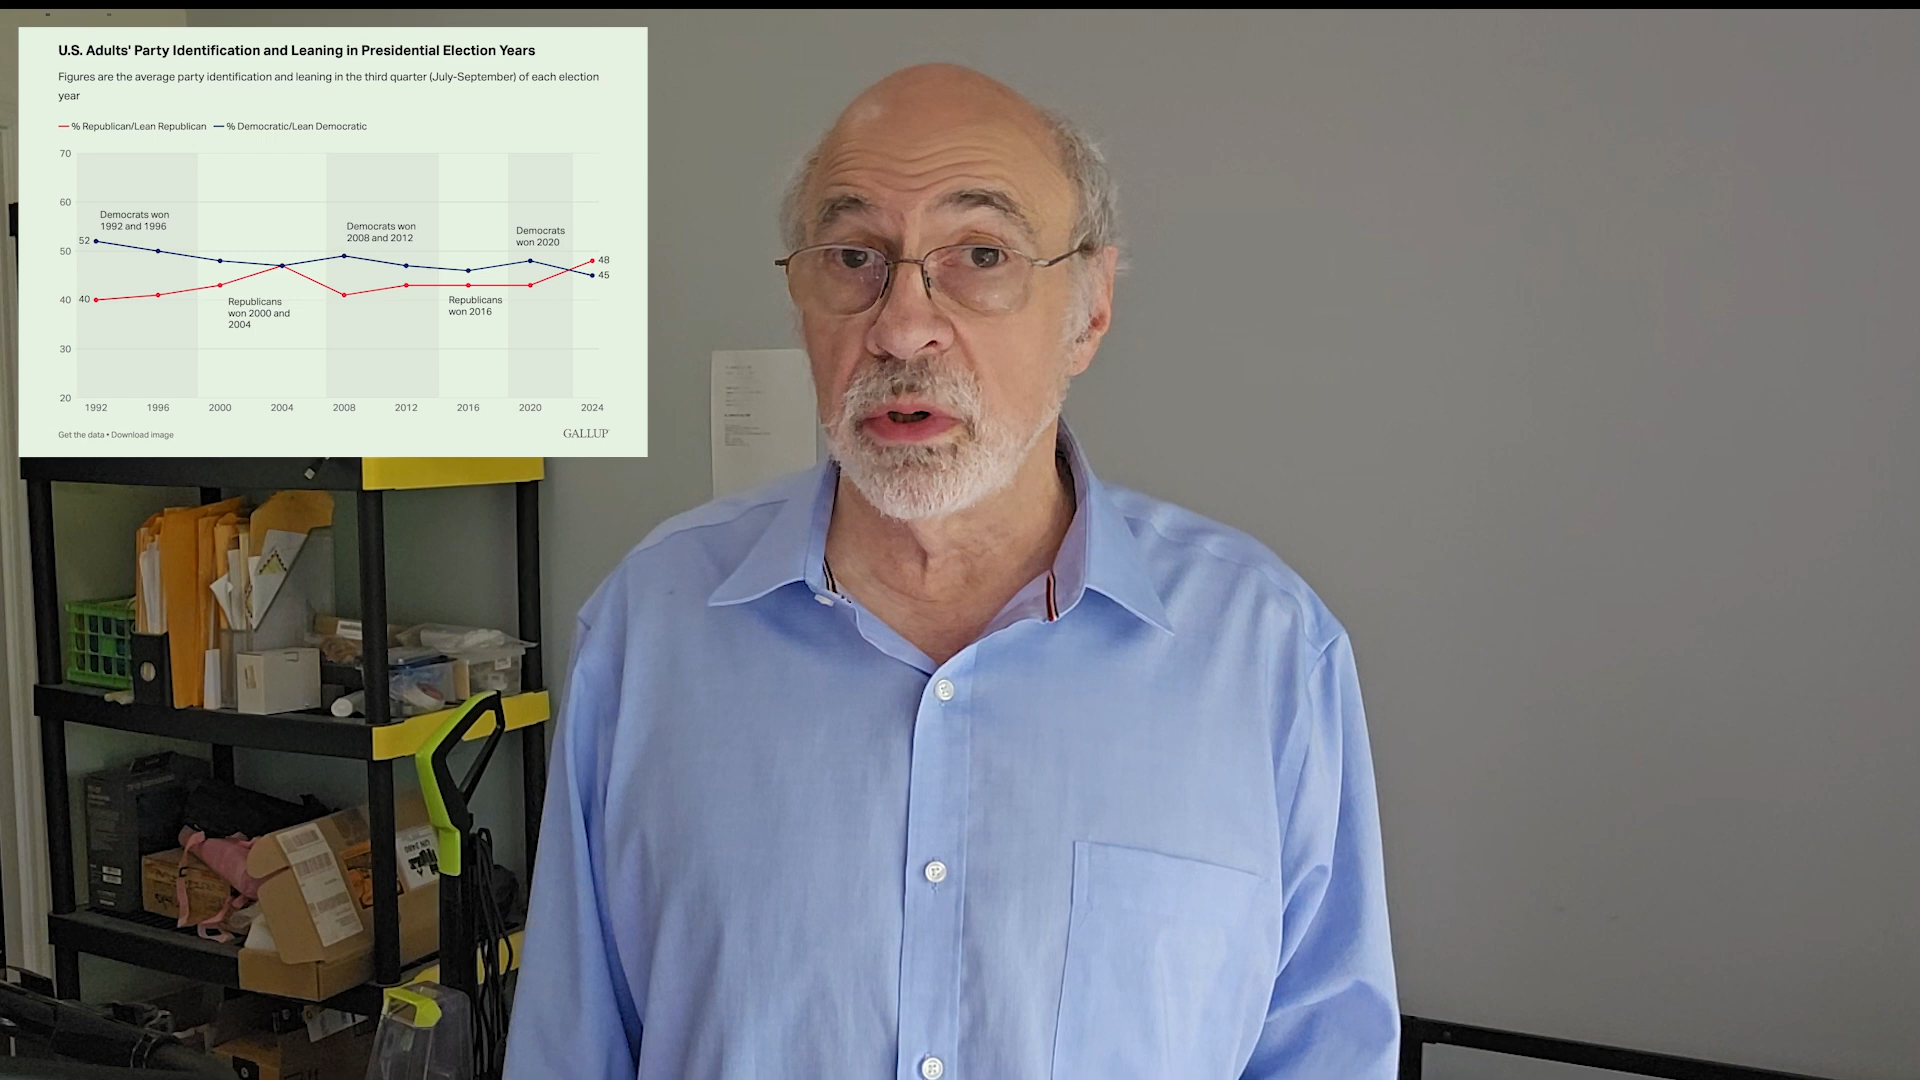 U.S. Adults' Party Identification and Leaning in Presidential Election Years
Figures are the average party identification and leaning in the third quarter (July-September) of each election
year
% Republican/Lean Republican % Democratic/Lean Democratic
70
60
50
40
30
20
Democrats won
1992 and 1996
52
40
Republicans
won 2000 and
2004
Democrats won
2008 and 2012
Republicans
won 2016
Democrats
won 2020
48
45
1992 1996 2000 2004 2008 2012 2016 2020 2024
Get the data • Download image
GALLUP
UN 3480